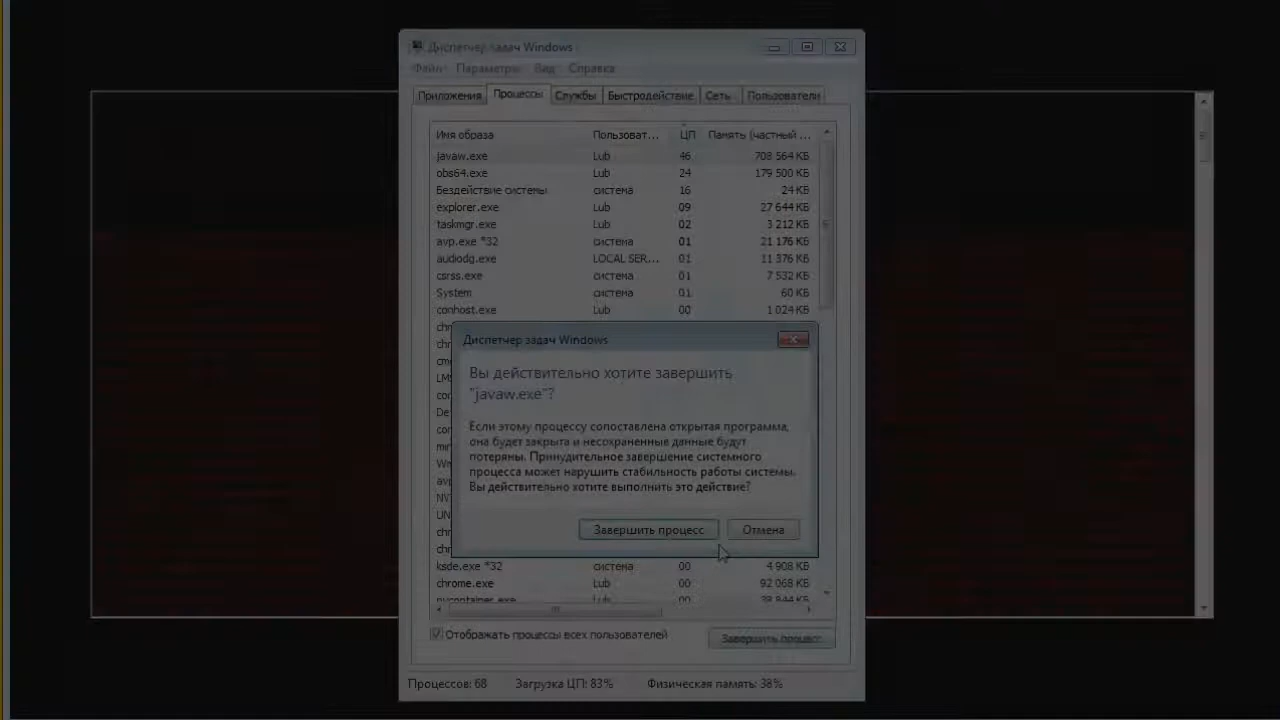 Диспетчер задач Windows
Файл Параметры Вид Справка
Приложения Процессы Службы Быстродействие Сеть Пользователи
Имя образа Пользоват... ЦП Память (частный ...
javaw.exe Lub 46 708 564 КБ
obs64.exe Lub 24 179 500 КБ
Бездействие системы система 16 24 КБ
explorer.exe Lub 09 27 644 КБ
taskmgr.exe Lub 02 3 212 КБ
avp.exe *32 система 01 21 176 КБ
audiodg.exe LOCAL SER... 01 11 376 КБ
csrss.exe система 01 7 532 КБ
System система 01 60 КБ
conhost.exe Lub 00 1 024 КБ
Диспетчер задач Windows
Вы действительно хотите завершить
"javaw.exe"?
Если этому процессу сопоставлена открытая программа,
она будет закрыта и несохраненные данные будут
потеряны. Принудительное завершение системного
процесса может нарушить стабильность работы системы.
Вы действительно хотите выполнить это действие?
Завершить процесс Отмена
ksde.exe *32 система 00 4 908 КБ
chrome.exe Lub 00 92 068 КБ
nvcontainer.exe Lub 00 28 844 КБ
Отображать процессы всех пользователей
Завершить процесс
Процессов: 68 Загрузка ЦП: 83% Физическая память: 38%